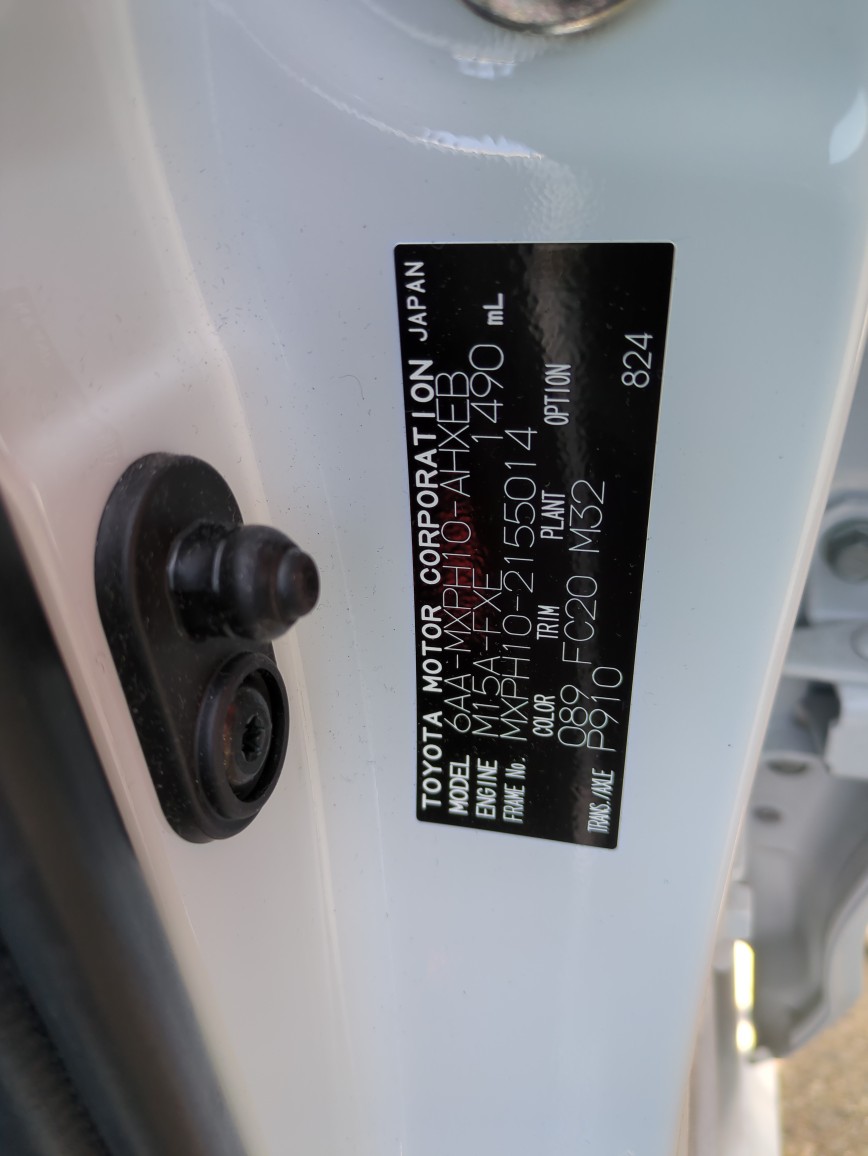 TOYOTA MOTOR CORPORATION JAPAN
MODEL 6AA-MXPH10-AHXEB
ENGINE M15A-FXE 1490 mL
FRAME No. MXPH10-2155014
COLOR TRIM PLANT OPTION
089 FC20 M32
TRANS./AXLE P910 824